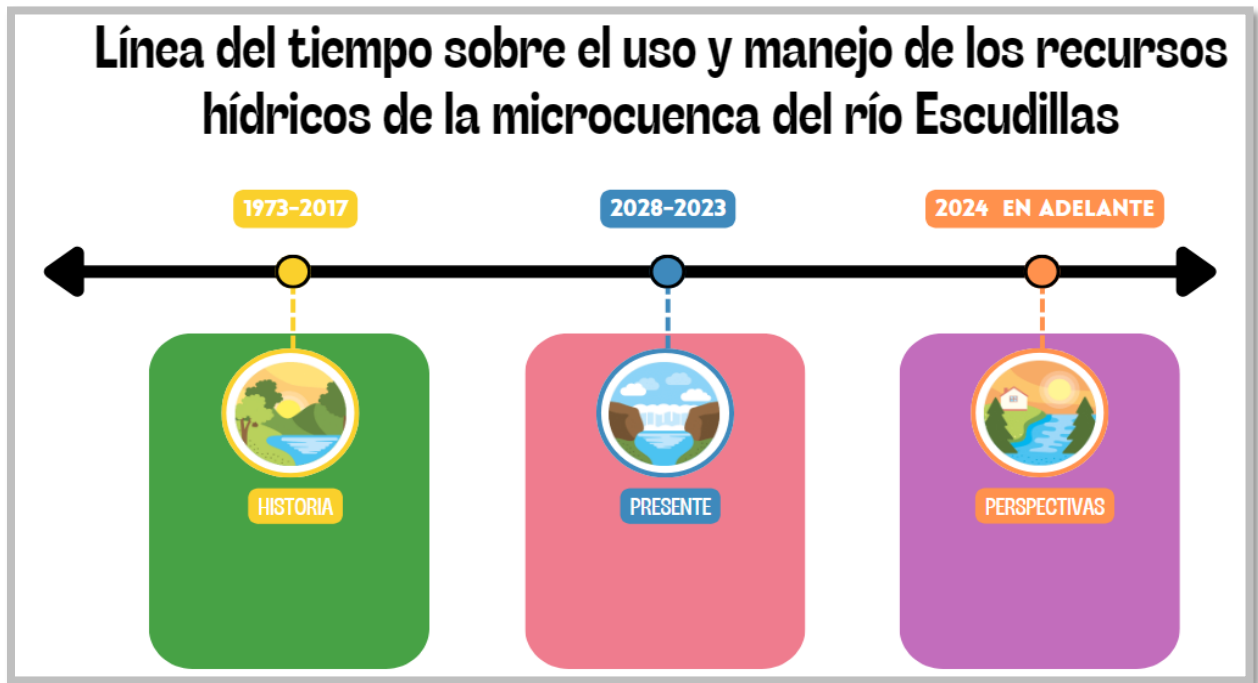 Línea del tiempo sobre el uso y manejo de los recursos
hídricos de la microcuenca del río Escudillas
1973-2017
2028-2023
2024 EN ADELANTE
HISTORIA
PRESENTE
PERSPECTIVAS